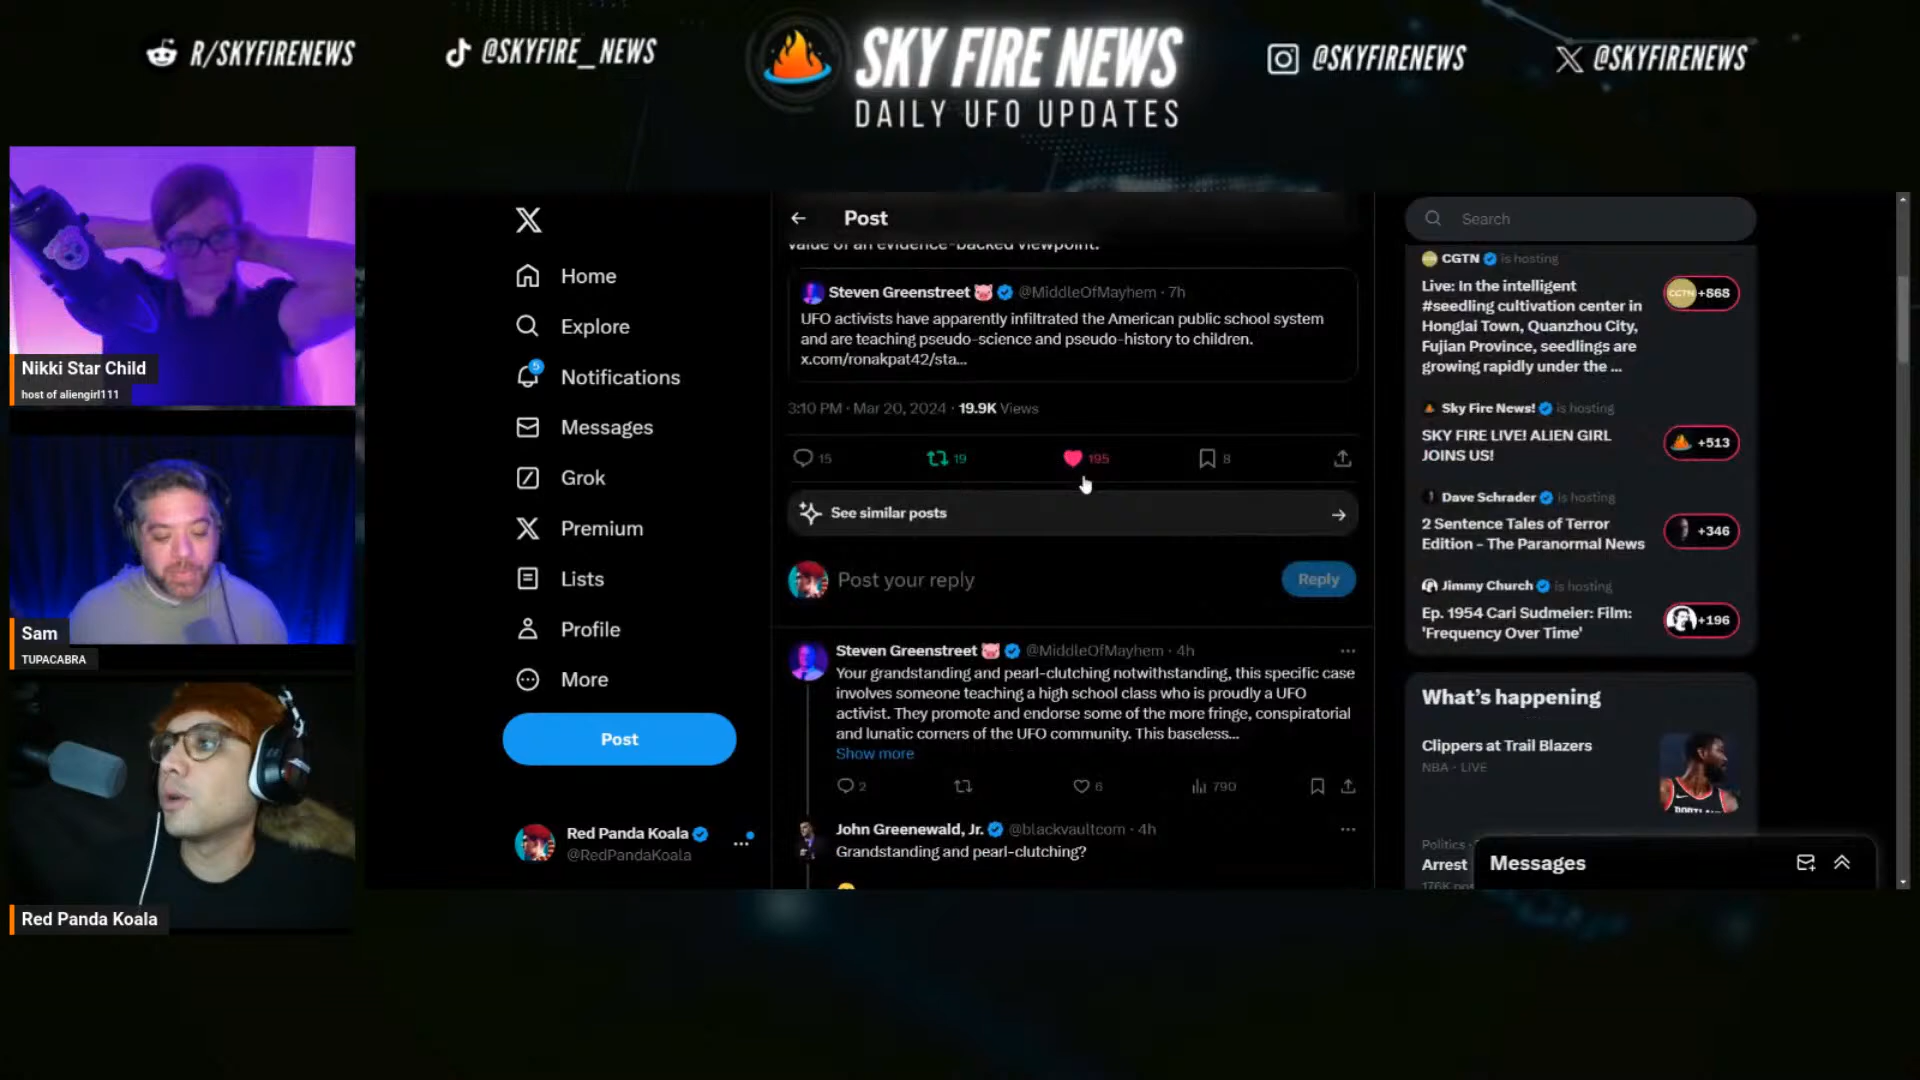 R/SKYFIRENEWS
@SKYFIRE_NEWS
SKY FIRE NEWS
DAILY UFO UPDATES
@SKYFIRENEWS
@SKYFIRENEWS
Nikki Star Child
host of aliengirl111
Sam
TUPACABRA
Red Panda Koala
Home
Explore
5
Notifications
Messages
Grok
Premium
Lists
Profile
More
Post
Red Panda Koala
@RedPandaKoala
Post
value of an evidence-backed viewpoint.
Steven Greenstreet 🐷 @MiddleOfMayhem · 7h
UFO activists have apparently infiltrated the American public school system
and are teaching pseudo-science and pseudo-history to children.
x.com/ronakpat42/sta...
3:10 PM · Mar 20, 2024 · 19.9K Views
15 19 195 8
See similar posts
Post your reply
Reply
Steven Greenstreet 🐷 @MiddleOfMayhem · 4h
Your grandstanding and pearl-clutching notwithstanding, this specific case
involves someone teaching a high school class who is proudly a UFO
activist. They promote and endorse some of the more fringe, conspiratorial
and lunatic corners of the UFO community. This baseless...
Show more
2 6 790
John Greenewald, Jr. @blackvaultcom · 4h
Grandstanding and pearl-clutching?
Search
CGTN is hosting
Live: In the intelligent
#seedling cultivation center in
Honglai Town, Quanzhou City,
Fujian Province, seedlings are
growing rapidly under the ...
CGTN
+868
Sky Fire News! is hosting
SKY FIRE LIVE! ALIEN GIRL
JOINS US!
+513
Dave Schrader is hosting
2 Sentence Tales of Terror
Edition - The Paranormal News
+346
Jimmy Church is hosting
Ep. 1954 Cari Sudmeier: Film:
'Frequency Over Time'
+196
What's happening
Clippers at Trail Blazers
NBA · LIVE
Politics ·
Arrest
Messages